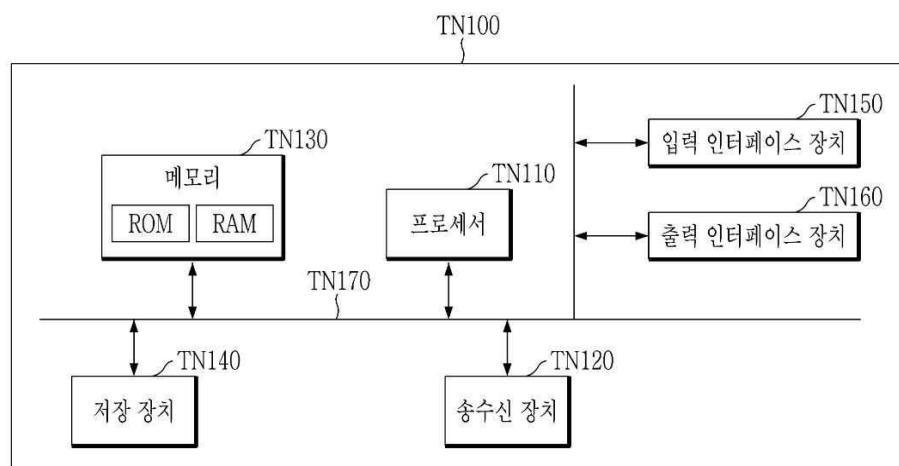 TN100
TN150
입력 인터페이스 장치
TN130
메모리
ROM RAM
TN110
프로세서
TN160
출력 인터페이스 장치
TN170
TN140
저장 장치
TN120
송수신 장치